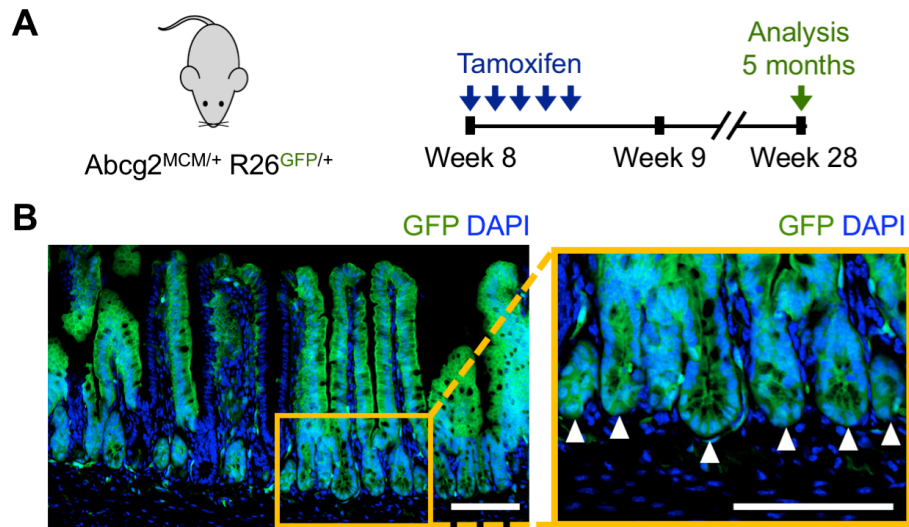 A
Tamoxifen
Analysis
5 months
Week 8
Week 9
Week 28
Abcg2MCM/+ R26GFP/+
B
GFP DAPI
GFP DAPI